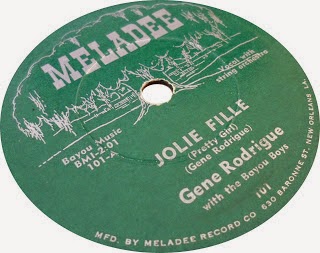 MELADEE
Vocal with
string orchestra
Bayou Music
BMI-2-01
101-A
JOLIE FILLE
(Pretty Girl)
(Gene Rodrigue)
Gene Rodrigue
with the Bayou Boys
101
MFD. BY MELADEE RECORD CO 630 BARONNE ST. NEW ORLEANS LA.